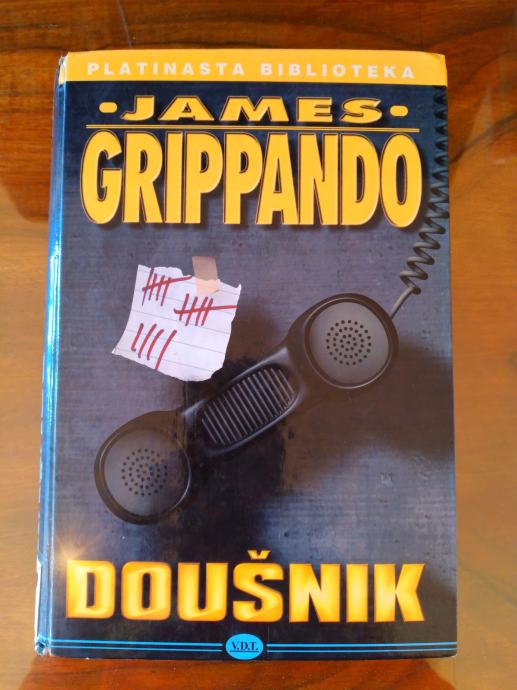 PLATINASTA BIBLIOTEKA
·JAMES·
GRIPPANDO
DOUŠNIK
V.D.T.